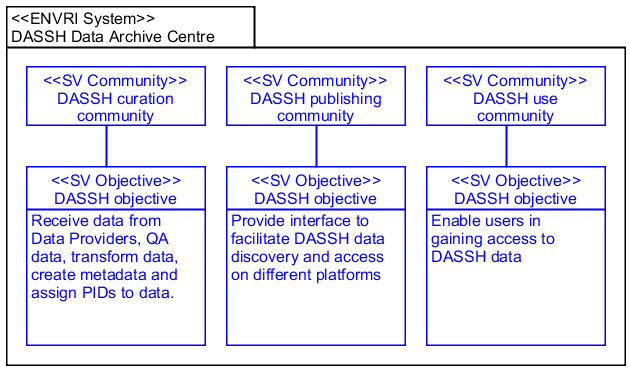 <<ENVRI System>>
DASSH Data Archive Centre
<<SV Community>>
DASSH curation
community
<<SV Community>>
DASSH publishing
community
<<SV Community>>
DASSH use
community
<<SV Objective>>
DASSH objective
Receive data from
Data Providers, QA
data, transform data,
create metadata and
assign PIDs to data.
<<SV Objective>>
DASSH objective
Provide interface to
facilitate DASSH data
discovery and access
on different platforms
<<SV Objective>>
DASSH objective
Enable users in
gaining access to
DASSH data